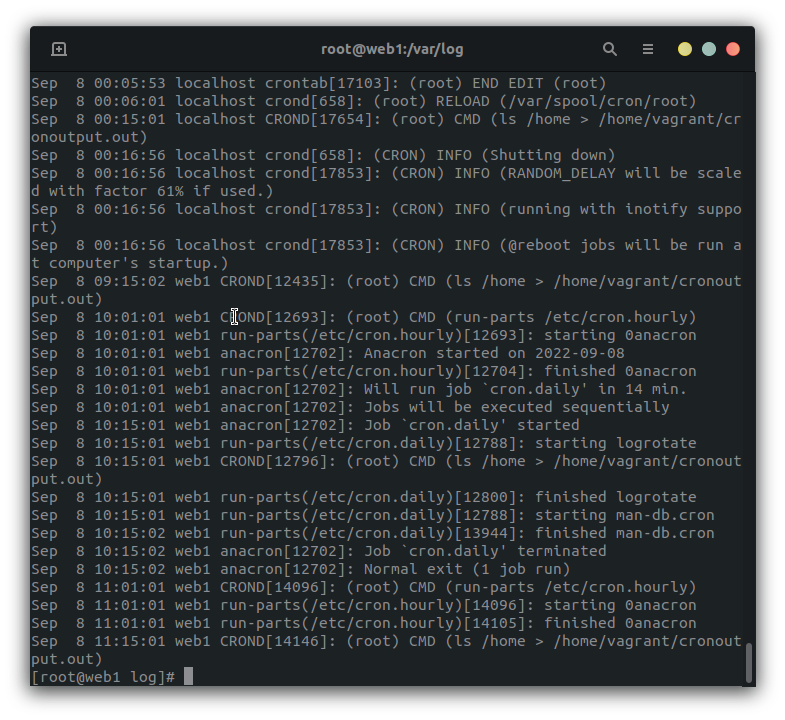 root@web1:/var/log
Sep  8 00:05:53 localhost crontab[17103]: (root) END EDIT (root)
Sep  8 00:06:01 localhost crond[658]: (root) RELOAD (/var/spool/cron/root)
Sep  8 00:15:01 localhost CROND[17654]: (root) CMD (ls /home > /home/vagrant/cr
onoutput.out)
Sep  8 00:16:56 localhost crond[658]: (CRON) INFO (Shutting down)
Sep  8 00:16:56 localhost crond[17853]: (CRON) INFO (RANDOM_DELAY will be scale
d with factor 61% if used.)
Sep  8 00:16:56 localhost crond[17853]: (CRON) INFO (running with inotify suppo
rt)
Sep  8 00:16:56 localhost crond[17853]: (CRON) INFO (@reboot jobs will be run a
t computer's startup.)
Sep  8 09:15:02 web1 CROND[12435]: (root) CMD (ls /home > /home/vagrant/cronout
put.out)
Sep  8 10:01:01 web1 CROND[12693]: (root) CMD (run-parts /etc/cron.hourly)
Sep  8 10:01:01 web1 run-parts(/etc/cron.hourly)[12693]: starting 0anacron
Sep  8 10:01:01 web1 anacron[12702]: Anacron started on 2022-09-08
Sep  8 10:01:01 web1 run-parts(/etc/cron.hourly)[12704]: finished 0anacron
Sep  8 10:01:01 web1 anacron[12702]: Will run job `cron.daily' in 14 min.
Sep  8 10:01:01 web1 anacron[12702]: Jobs will be executed sequentially
Sep  8 10:15:01 web1 anacron[12702]: Job `cron.daily' started
Sep  8 10:15:01 web1 run-parts(/etc/cron.daily)[12788]: starting logrotate
Sep  8 10:15:01 web1 CROND[12796]: (root) CMD (ls /home > /home/vagrant/cronout
put.out)
Sep  8 10:15:01 web1 run-parts(/etc/cron.daily)[12800]: finished logrotate
Sep  8 10:15:01 web1 run-parts(/etc/cron.daily)[12788]: starting man-db.cron
Sep  8 10:15:02 web1 run-parts(/etc/cron.daily)[13944]: finished man-db.cron
Sep  8 10:15:02 web1 anacron[12702]: Job `cron.daily' terminated
Sep  8 10:15:02 web1 anacron[12702]: Normal exit (1 job run)
Sep  8 11:01:01 web1 CROND[14096]: (root) CMD (run-parts /etc/cron.hourly)
Sep  8 11:01:01 web1 run-parts(/etc/cron.hourly)[14096]: starting 0anacron
Sep  8 11:01:01 web1 run-parts(/etc/cron.hourly)[14105]: finished 0anacron
Sep  8 11:15:01 web1 CROND[14146]: (root) CMD (ls /home > /home/vagrant/cronout
put.out)
[root@web1 log]#